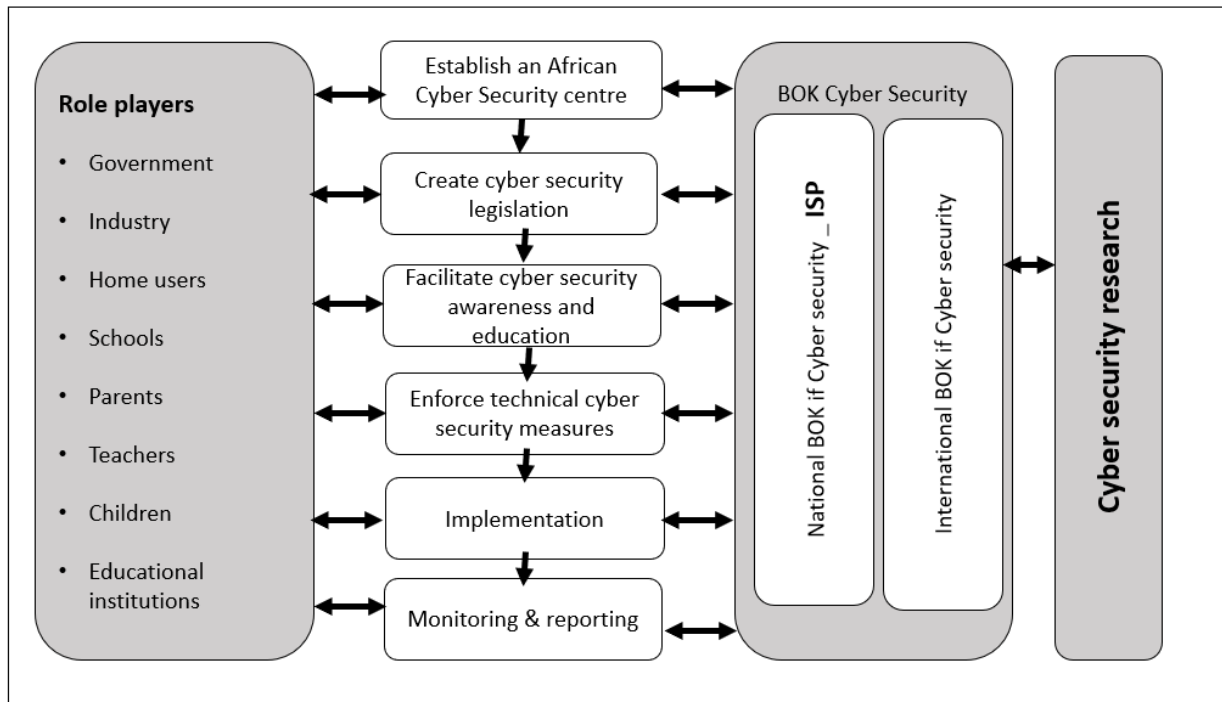 Role players
• Government
• Industry
• Home users
• Schools
• Parents
• Teachers
• Children
• Educational
institutions
Establish an African
Cyber Security centre
Create cyber security
legislation
Facilitate cyber security
awareness and
education
Enforce technical cyber
security measures
Implementation
Monitoring & reporting
BOK Cyber Security
National BOK if Cyber security _ ISP
International BOK if Cyber security
Cyber security research